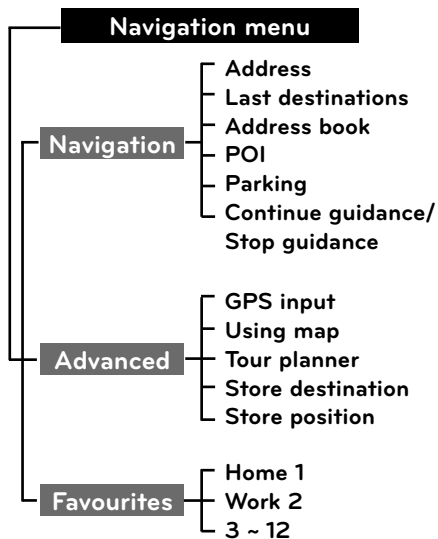 Navigation menu
Navigation
Address
Last destinations
Address book
POI
Parking
Continue guidance/
Stop guidance
Advanced
GPS input
Using map
Tour planner
Store destination
Store position
Favourites
Home 1
Work 2
3 ~ 12